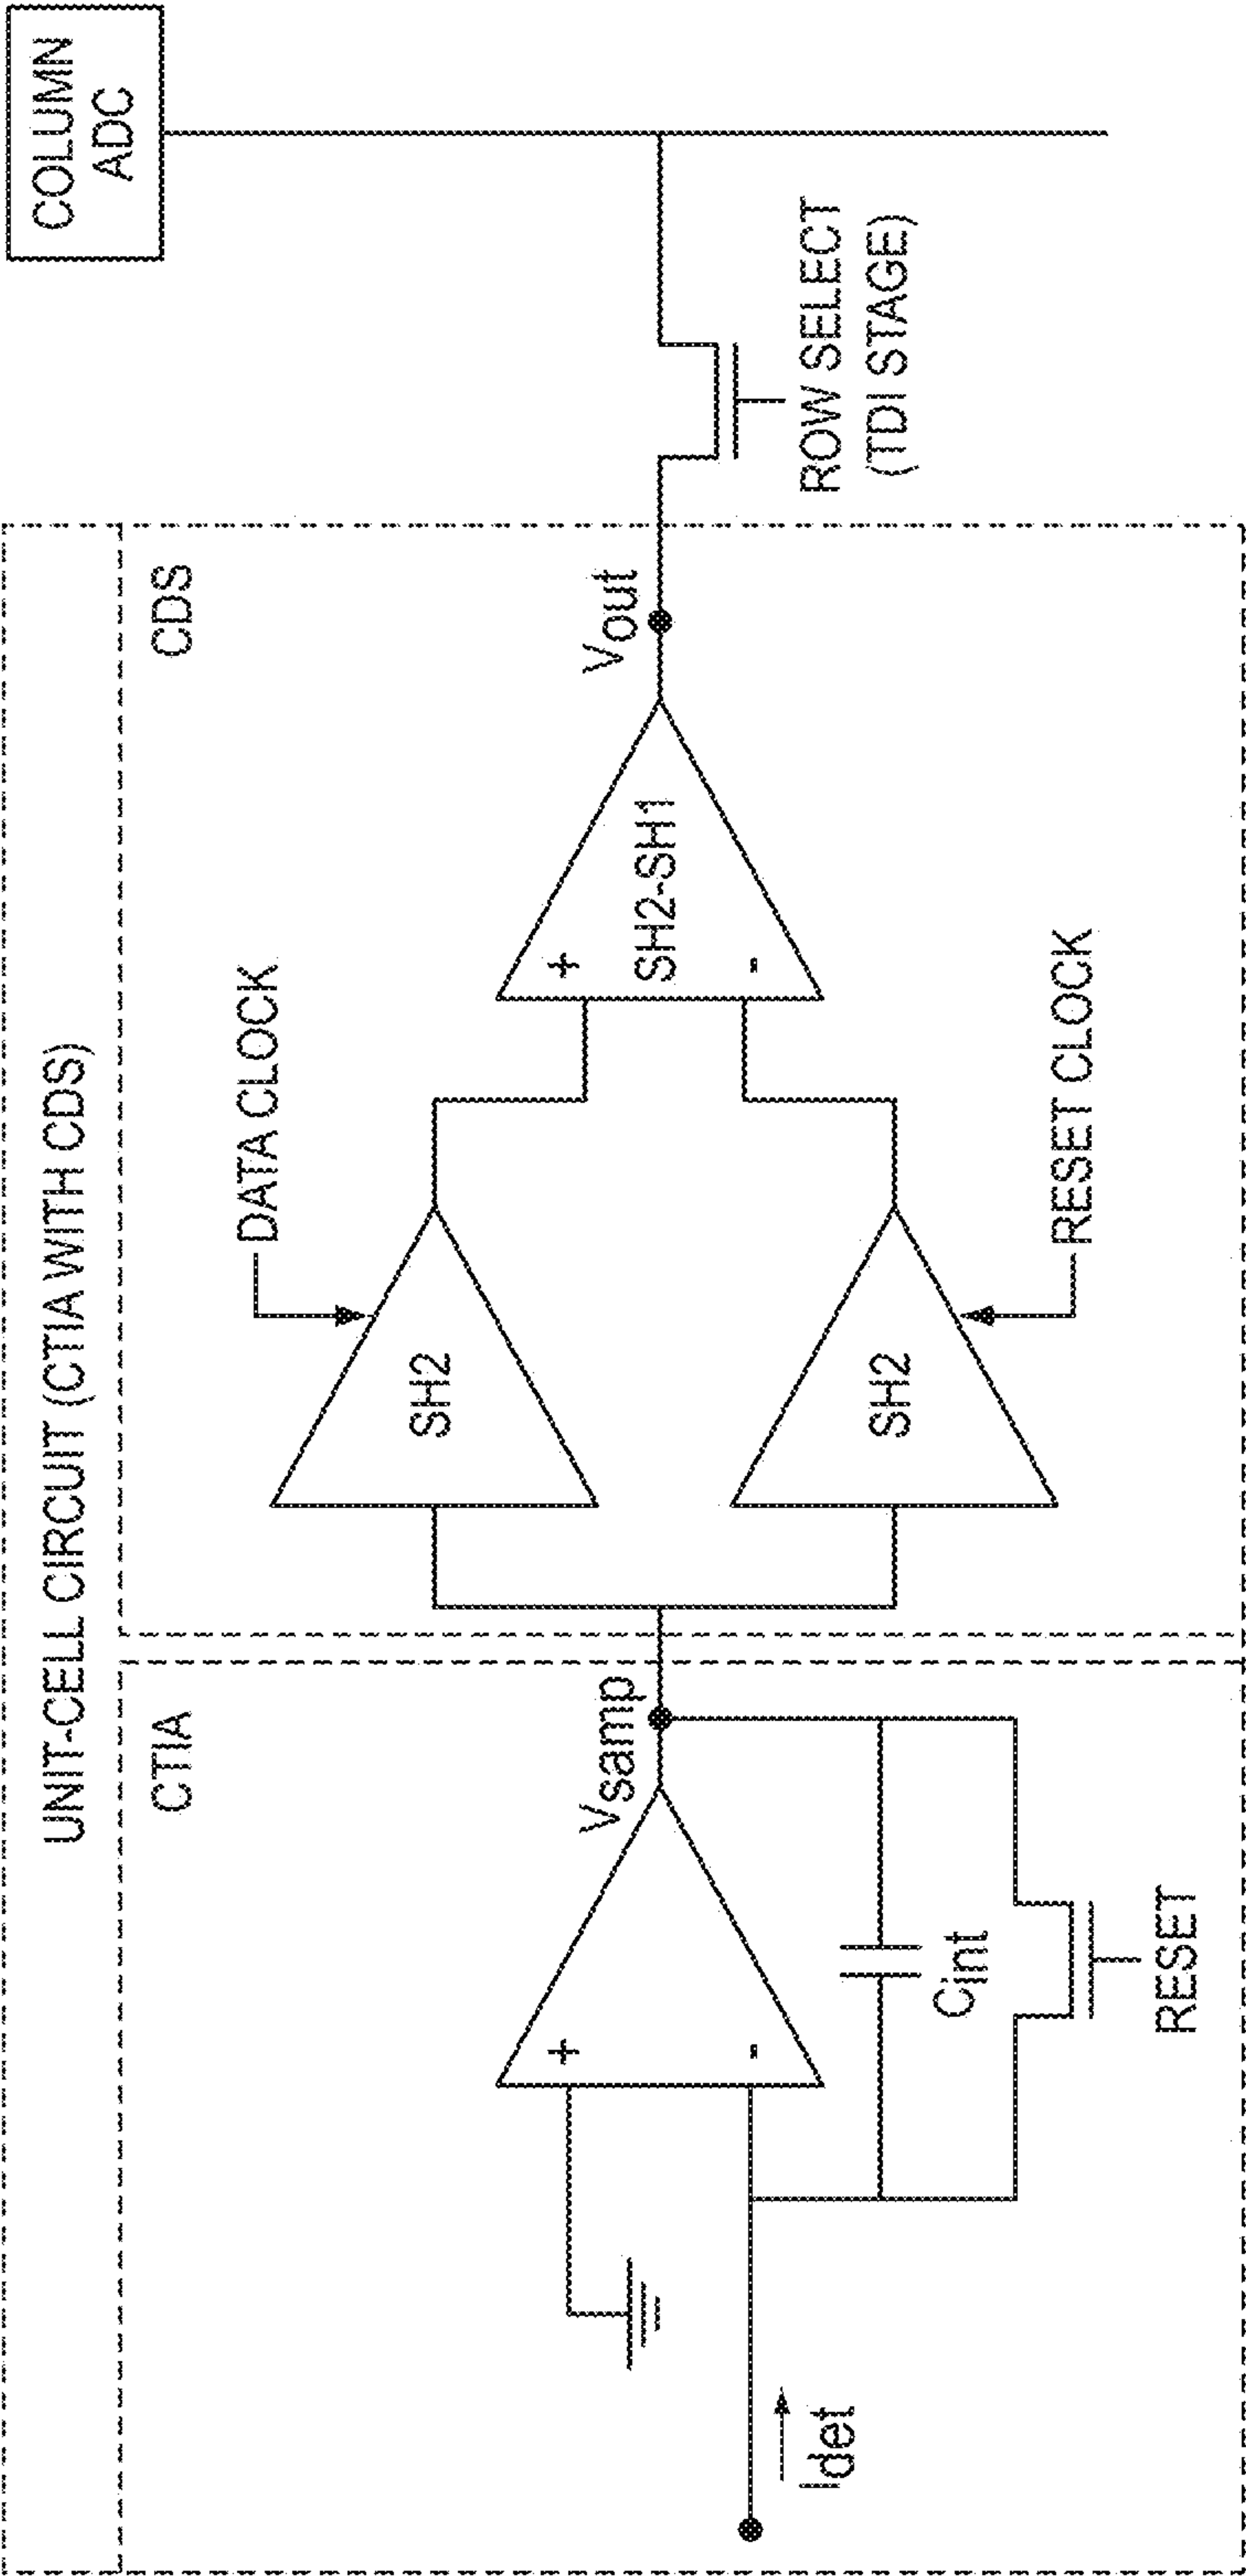 UNIT-CELL CIRCUIT (CTIA WITH CDS)
CTIA
CDS
COLUMN
ADC
DATA CLOCK
SH2
Vsamp
+
-
+
-
SH2-SH1
Vout
Idet
Cint
RESET
SH2
RESET CLOCK
ROW SELECT
(TDI STAGE)